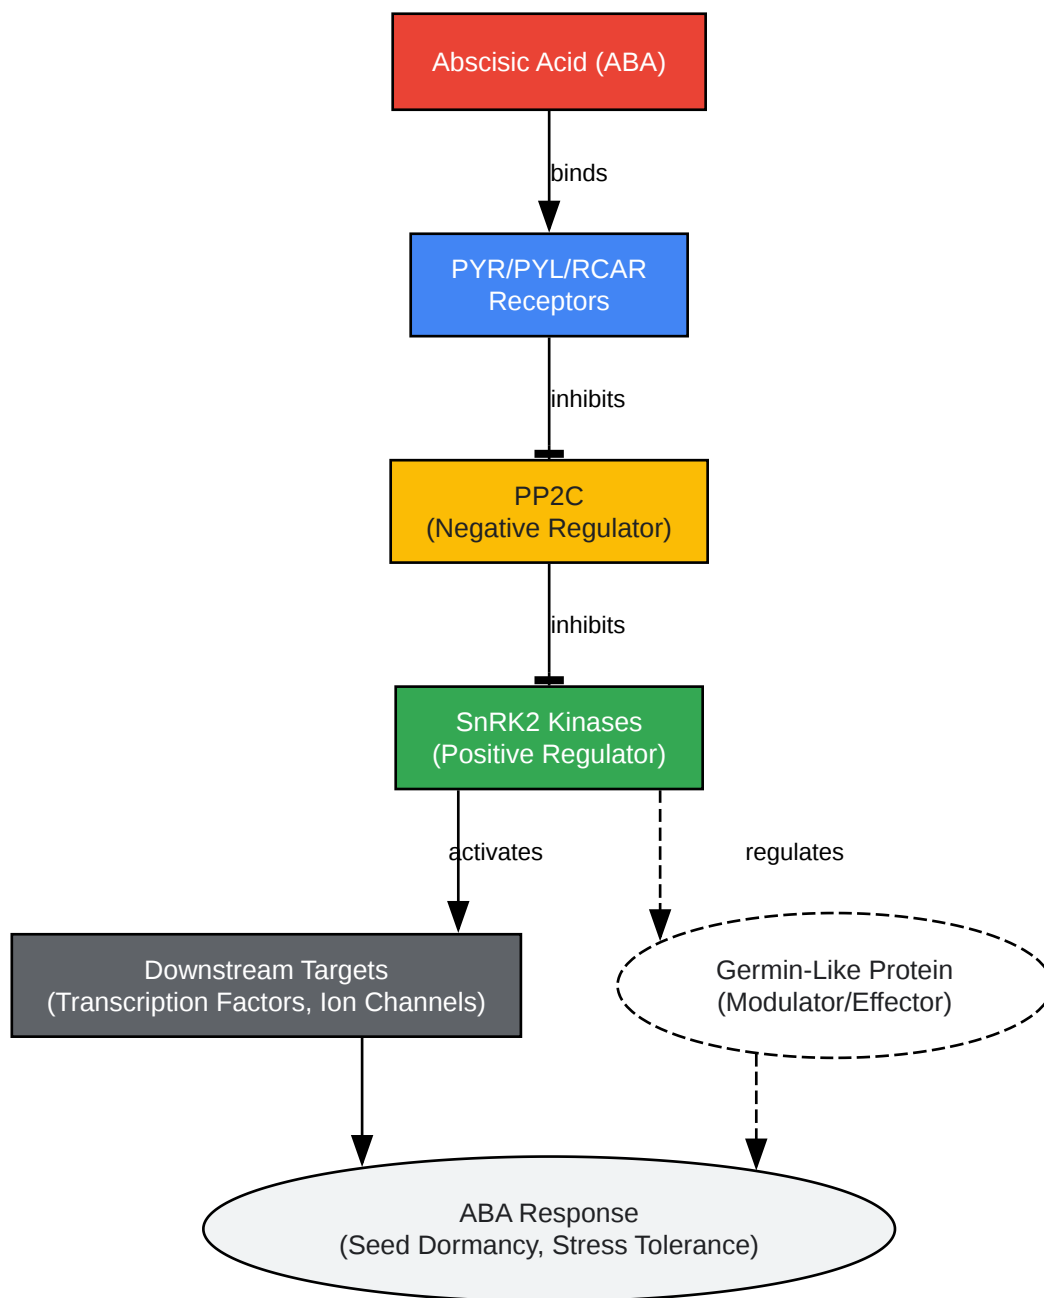 Abscisic Acid (ABA)
binds
PYR/PYL/RCAR
Receptors
inhibits
PP2C
(Negative Regulator)
inhibits
SnRK2 Kinases
(Positive Regulator)
activates
regulates
Downstream Targets
(Transcription Factors, Ion Channels)
Germin-Like Protein
(Modulator/Effector)
ABA Response
(Seed Dormancy, Stress Tolerance)